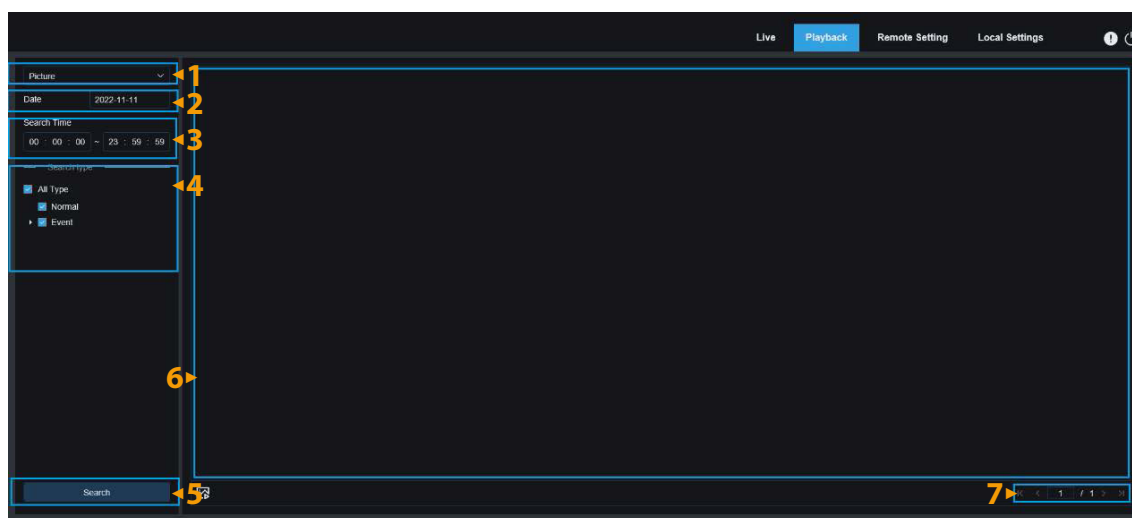 Live Playback Remote Setting Local Settings
Picture
1
Date 2022-11-11
2
Search Time
00 : 00 : 00 ~ 23 : 59 : 59
3
Search type
4
All Type
Normal
Event
6
Search
5
7
1 / 1